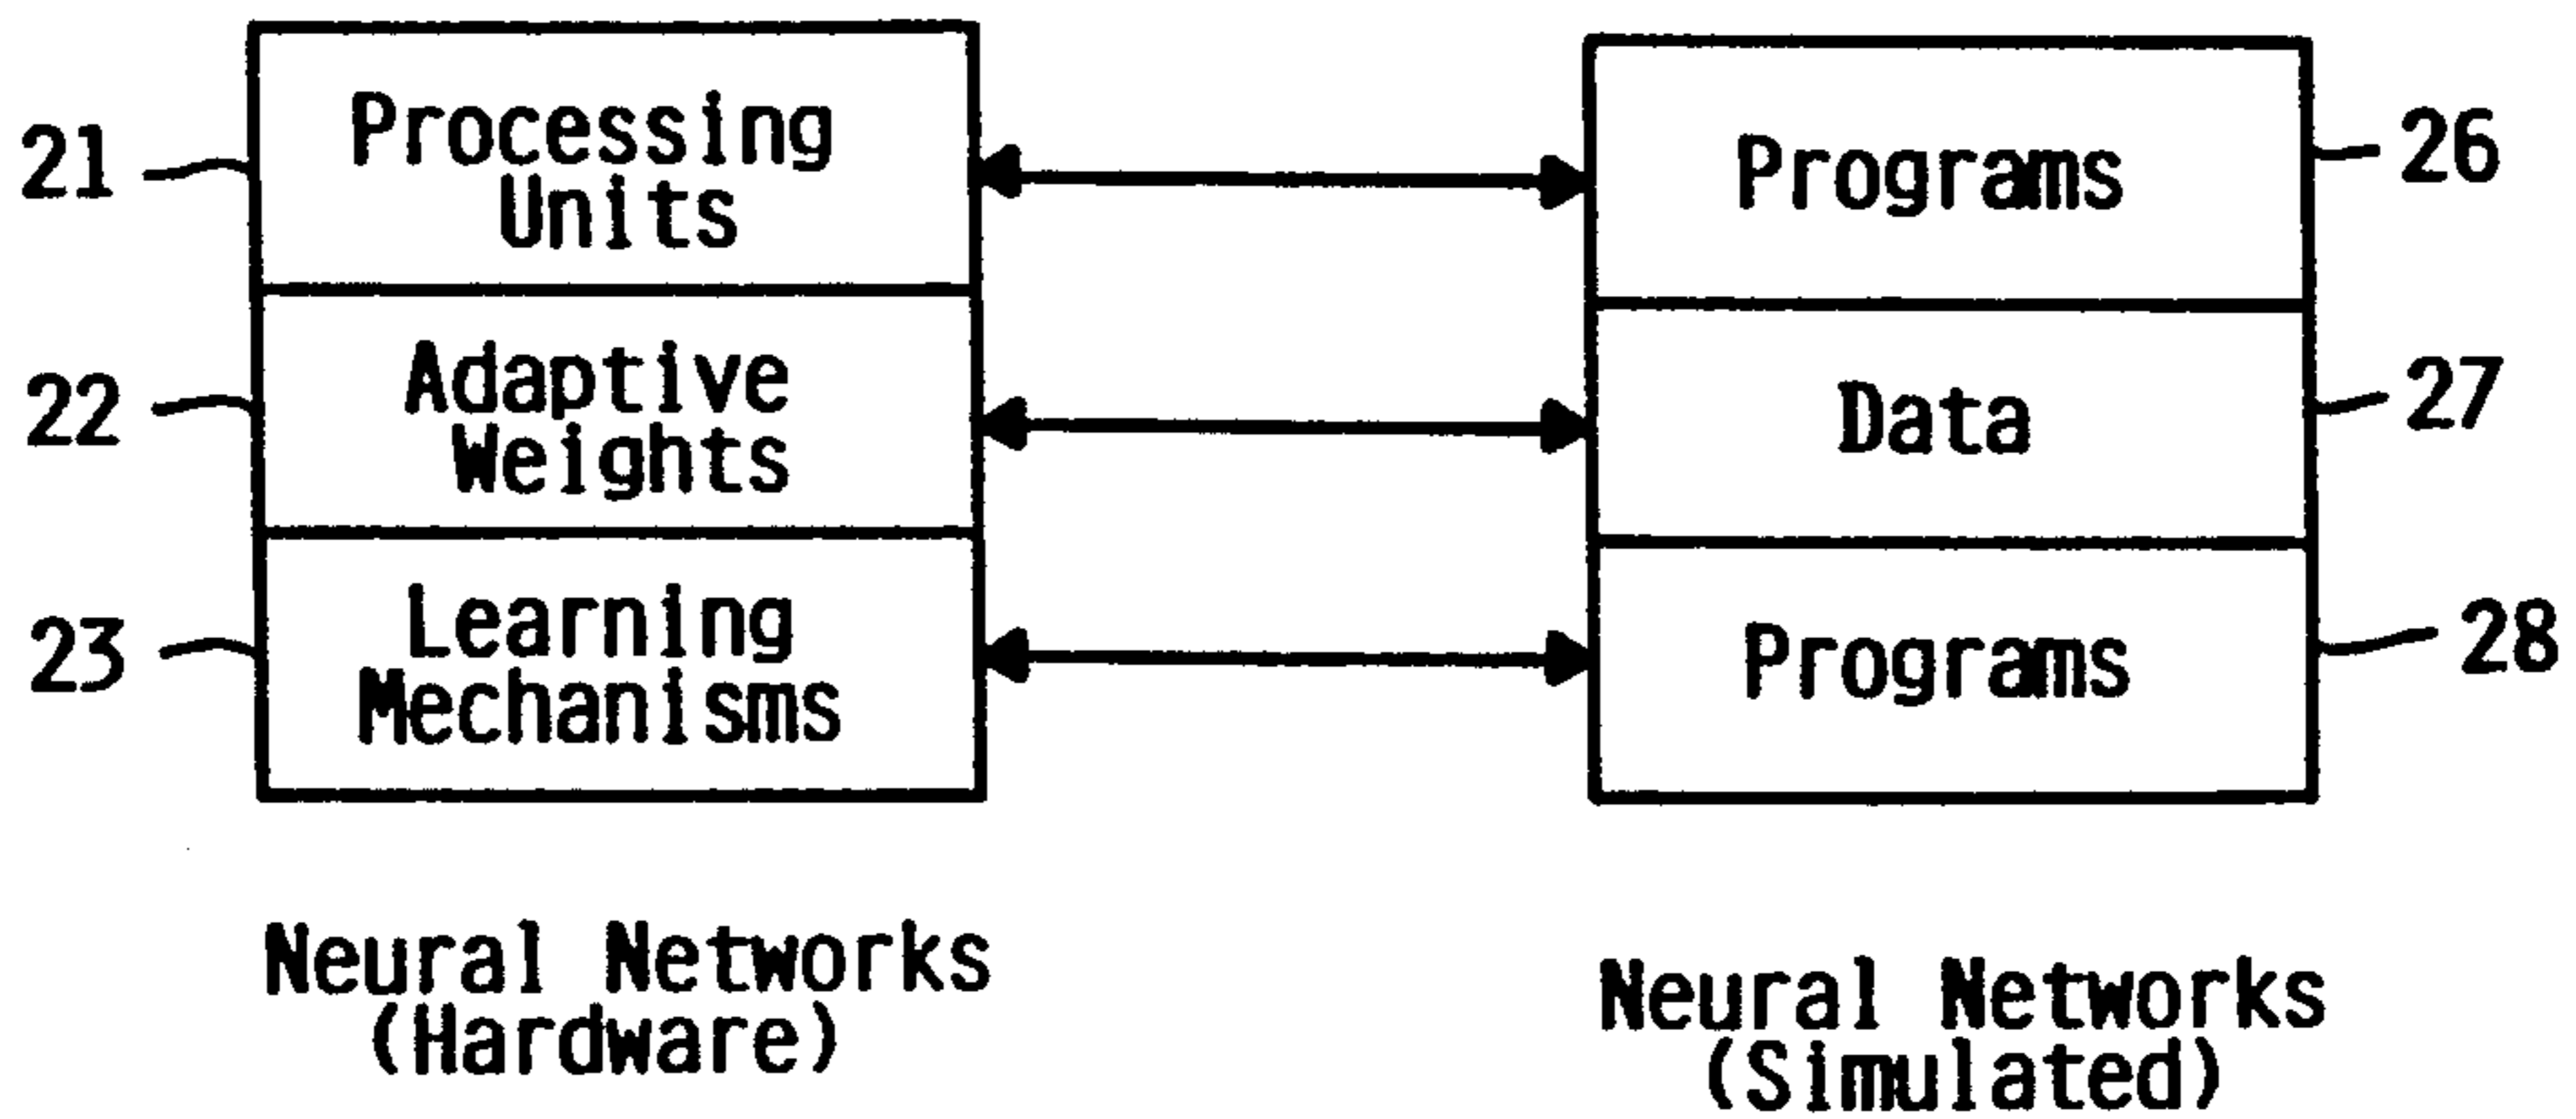 21
Processing
Units
Programs
26
22
Adaptive
Weights
Data
27
23
Learning
Mechanisms
Programs
28
Neural Networks
(Hardware)
Neural Networks
(Simulated)